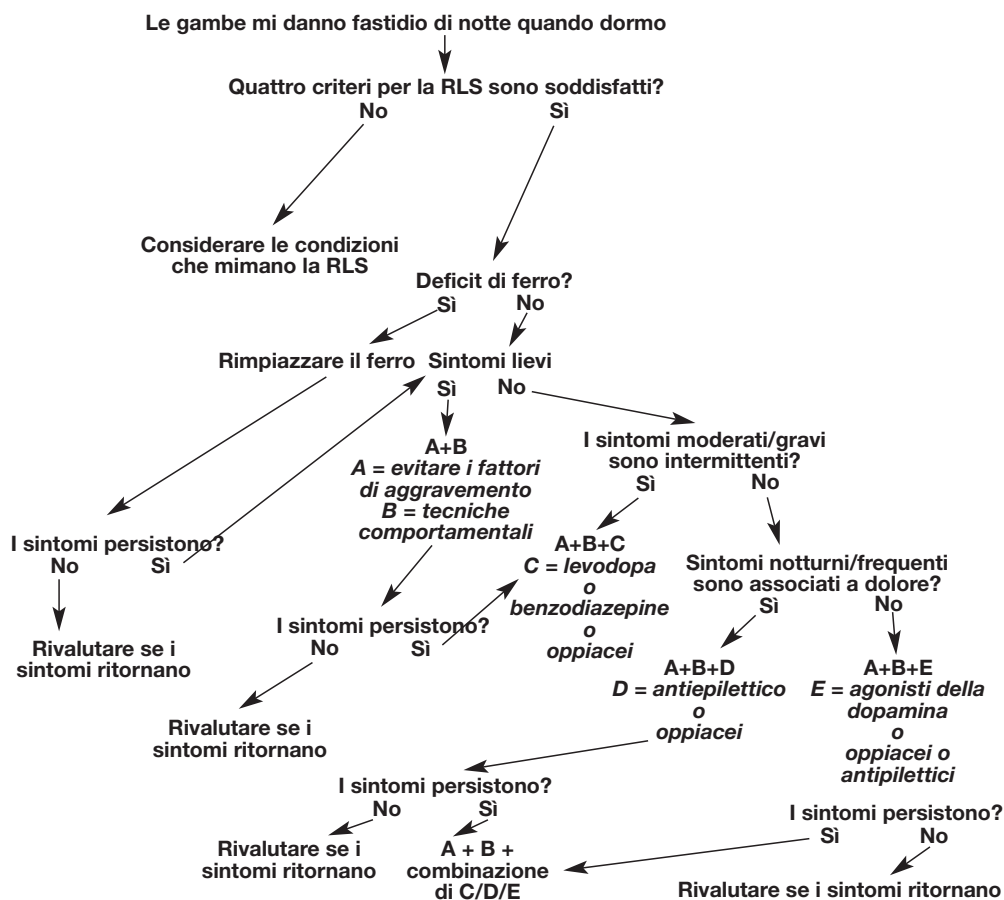 Le gambe mi danno fastidio di notte quando dormo
Quattro criteri per la RLS sono soddisfatti?
No
Sì
Considerare le condizioni
che mimano la RLS
Deficit di ferro?
Sì
No
Rimpiazzare il ferro
Sintomi lievi
Sì
No
A+B
A = evitare i fattori
di aggravemento
B = tecniche
comportamentali
I sintomi moderati/gravi
sono intermittenti?
Sì
No
I sintomi persistono?
No
Sì
A+B+C
C = levodopa
o
benzodiazepine
o
oppiacei
Sintomi notturni/frequenti
sono associati a dolore?
Sì
No
Rivalutare se i
sintomi ritornano
I sintomi persistono?
No
Sì
A+B+D
D = antiepilettico
o
oppiacei
A+B+E
E = agonisti della
dopamina
o
oppiacei o
antipilettici
Rivalutare se i
sintomi ritornano
I sintomi persistono?
No
Sì
I sintomi persistono?
Sì
No
Rivalutare se i
sintomi ritornano
A + B +
combinazione
di C/D/E
Rivalutare se i sintomi ritornano